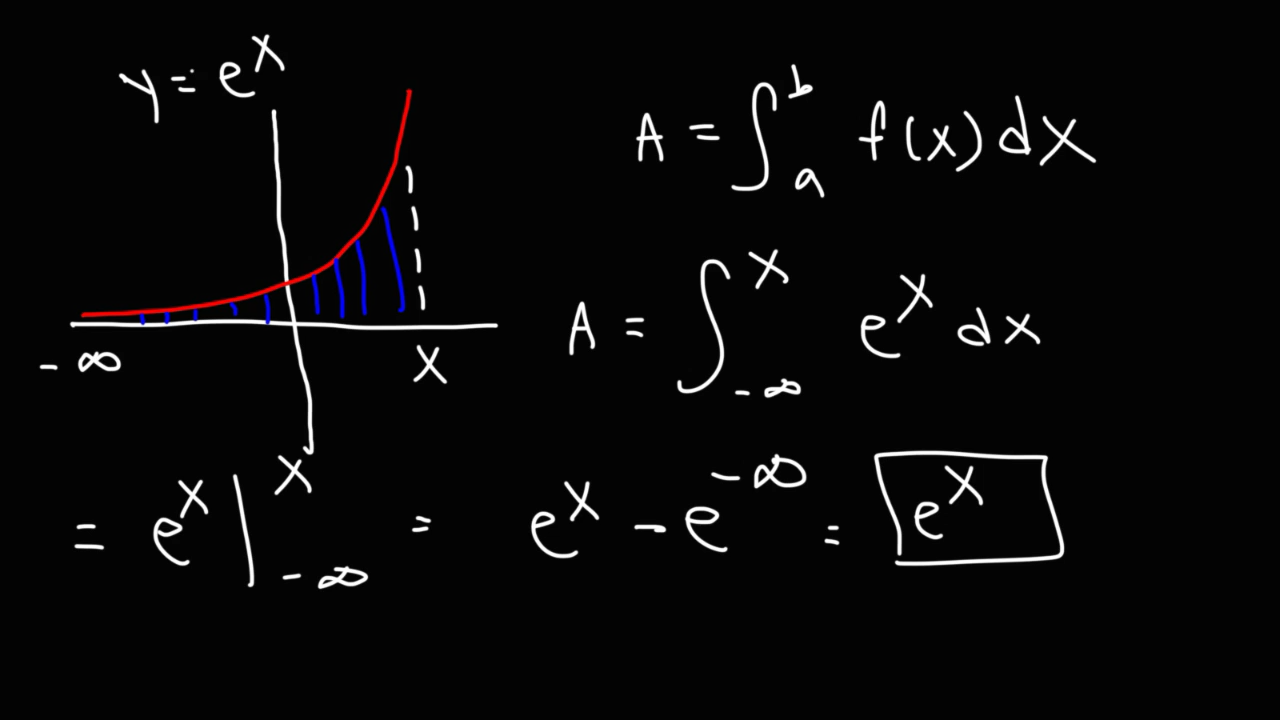 y = e^x
A = ∫_a^b f(x) dx
A = ∫_{-∞}^x e^x dx
- ∞ x
= e^x |_{-∞}^x = e^x - e^{-∞} = e^x